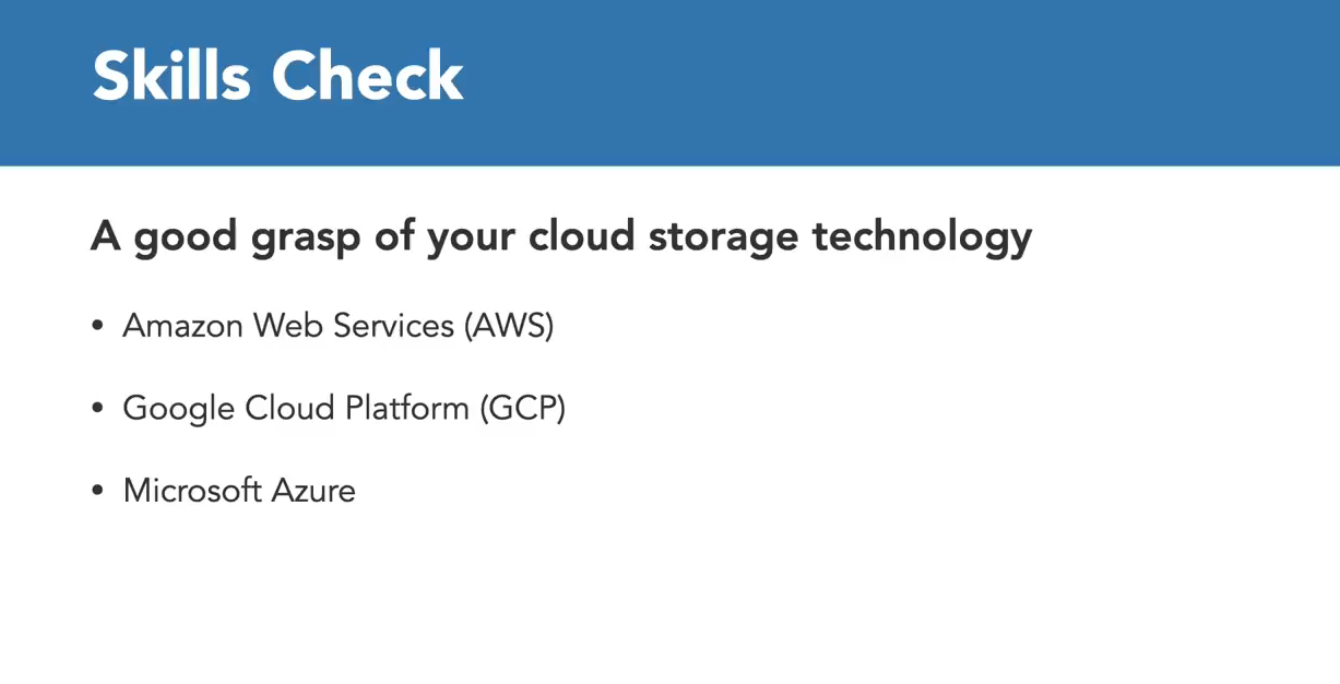 Skills Check
A good grasp of your cloud storage technology
• Amazon Web Services (AWS)
• Google Cloud Platform (GCP)
• Microsoft Azure